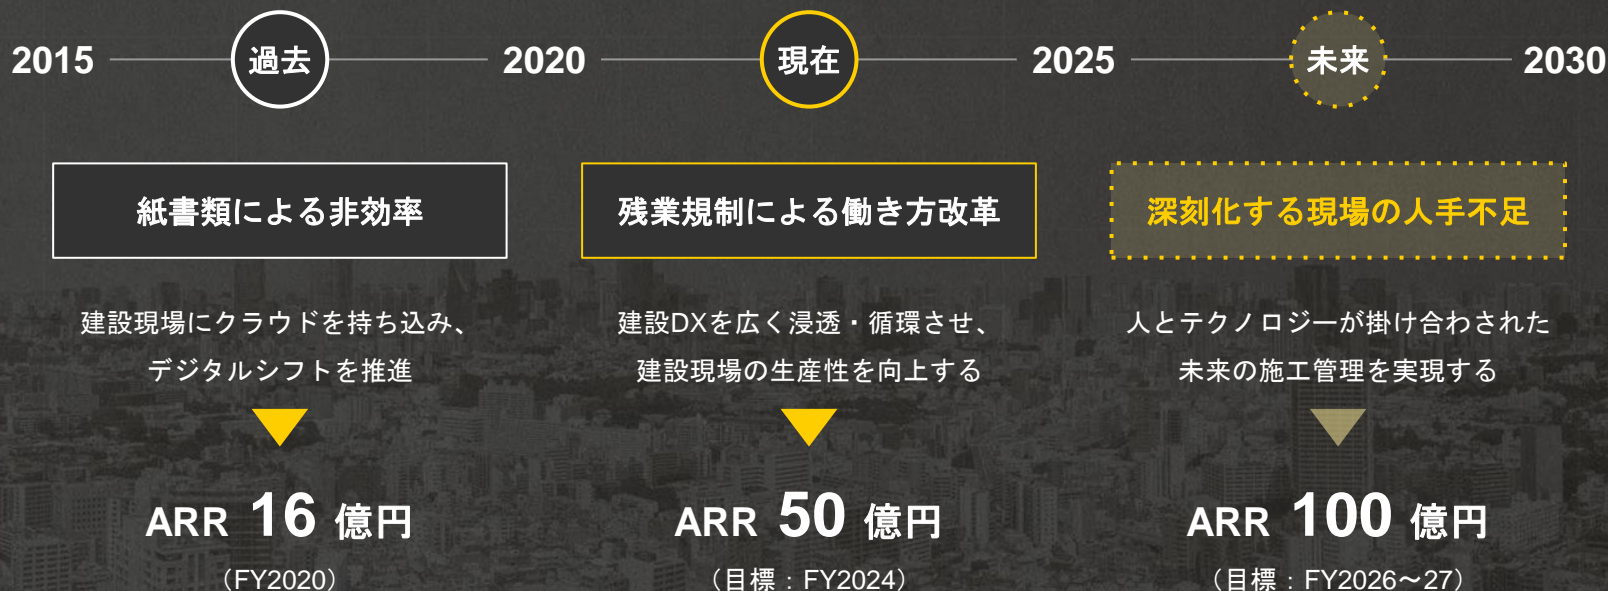 2015 過去 2020 現在 2025 未来 2030
紙書類による非効率
建設現場にクラウドを持ち込み、
デジタルシフトを推進
ARR 16 億円
（FY2020）
残業規制による働き方改革
建設DXを広く浸透・循環させ、
建設現場の生産性を向上する
ARR 50 億円
（目標：FY2024）
深刻化する現場の人手不足
人とテクノロジーが掛け合わされた
未来の施工管理を実現する
ARR 100 億円
（目標：FY2026〜27）